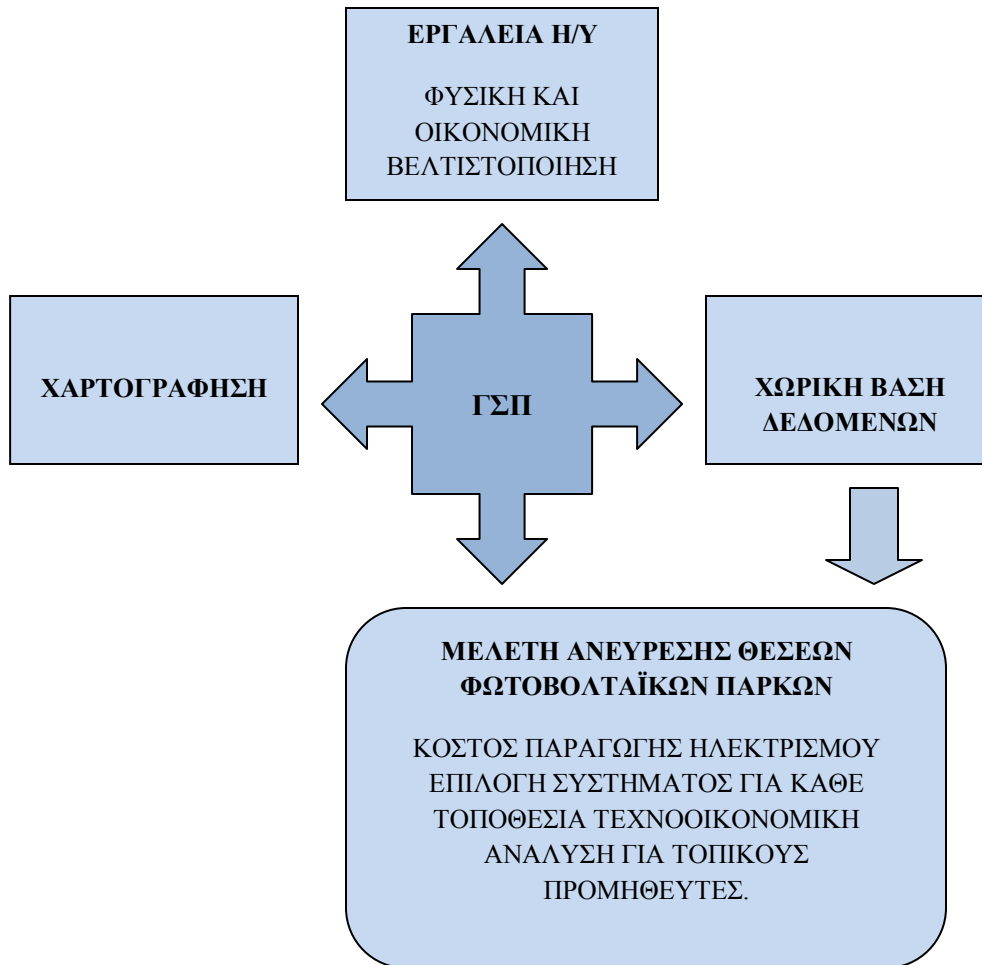 ΕΡΓΑΛΕΙΑ Η/Υ
ΦΥΣΙΚΗ ΚΑΙ
ΟΙΚΟΝΟΜΙΚΗ
ΒΕΛΤΙΣΤΟΠΟΙΗΣΗ
ΧΑΡΤΟΓΡΑΦΗΣΗ
ΓΣΠ
ΧΩΡΙΚΗ ΒΑΣΗ
ΔΕΔΟΜΕΝΩΝ
ΜΕΛΕΤΗ ΑΝΕΥΡΕΣΗΣ ΘΕΣΕΩΝ
ΦΩΤΟΒΟΛΤΑΪΚΩΝ ΠΑΡΚΩΝ
ΚΟΣΤΟΣ ΠΑΡΑΓΩΓΗΣ ΗΛΕΚΤΡΙΣΜΟΥ
ΕΠΙΛΟΓΗ ΣΥΣΤΗΜΑΤΟΣ ΓΙΑ ΚΑΘΕ
ΤΟΠΟΘΕΣΙΑ ΤΕΧΝΟΟΙΚΟΝΟΜΙΚΗ
ΑΝΑΛΥΣΗ ΓΙΑ ΤΟΠΙΚΟΥΣ
ΠΡΟΜΗΘΕΥΤΕΣ.